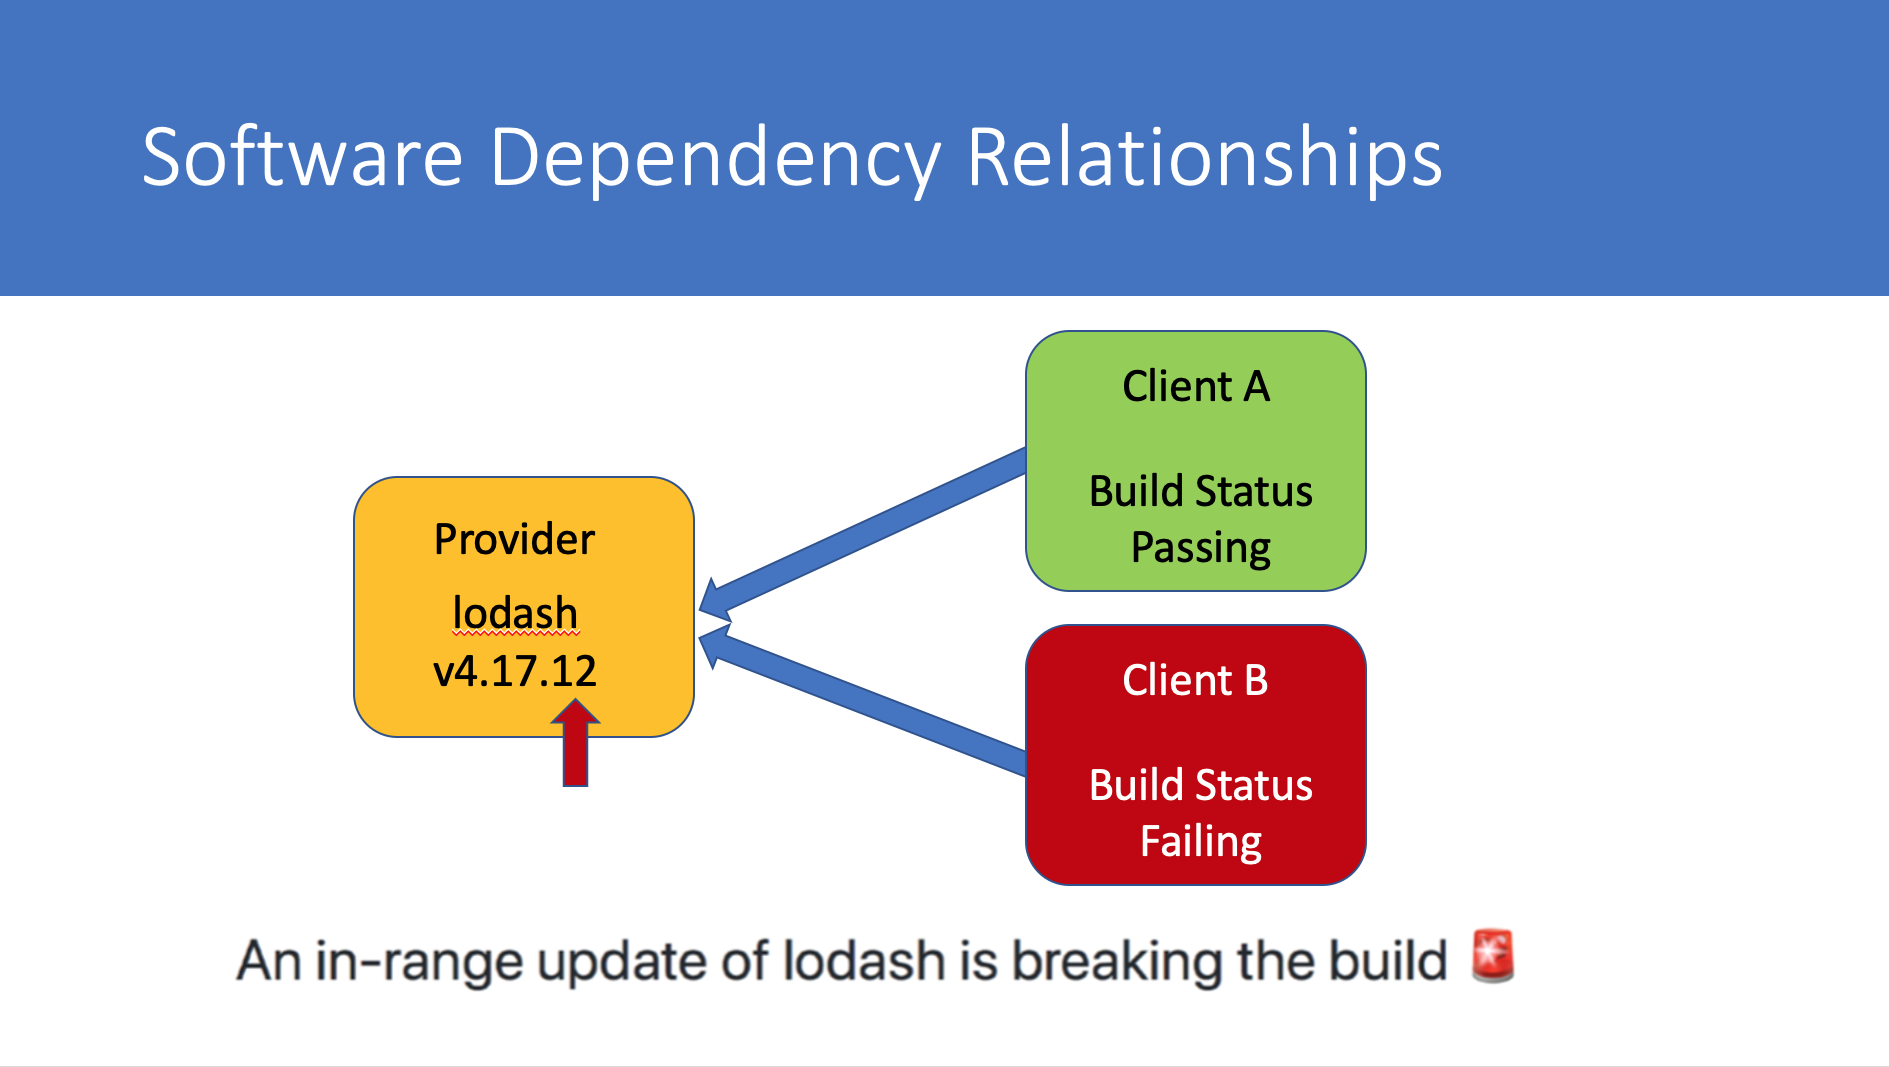 Software Dependency Relationships
Provider
lodash
v4.17.12
Client A
Build Status
Passing
Client B
Build Status
Failing
An in-range update of lodash is breaking the build 🚨